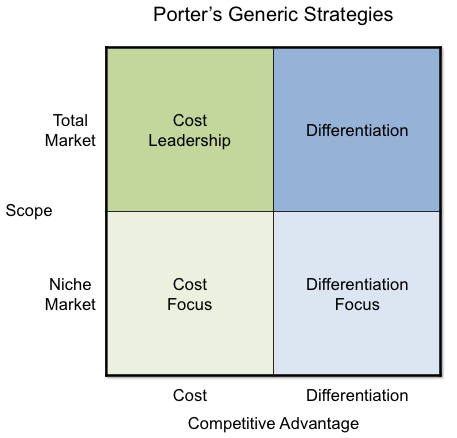 Porter’s Generic Strategies
Total
Market
Cost
Leadership
Differentiation
Scope
Niche
Market
Cost
Focus
Differentiation
Focus
Cost
Differentiation
Competitive Advantage